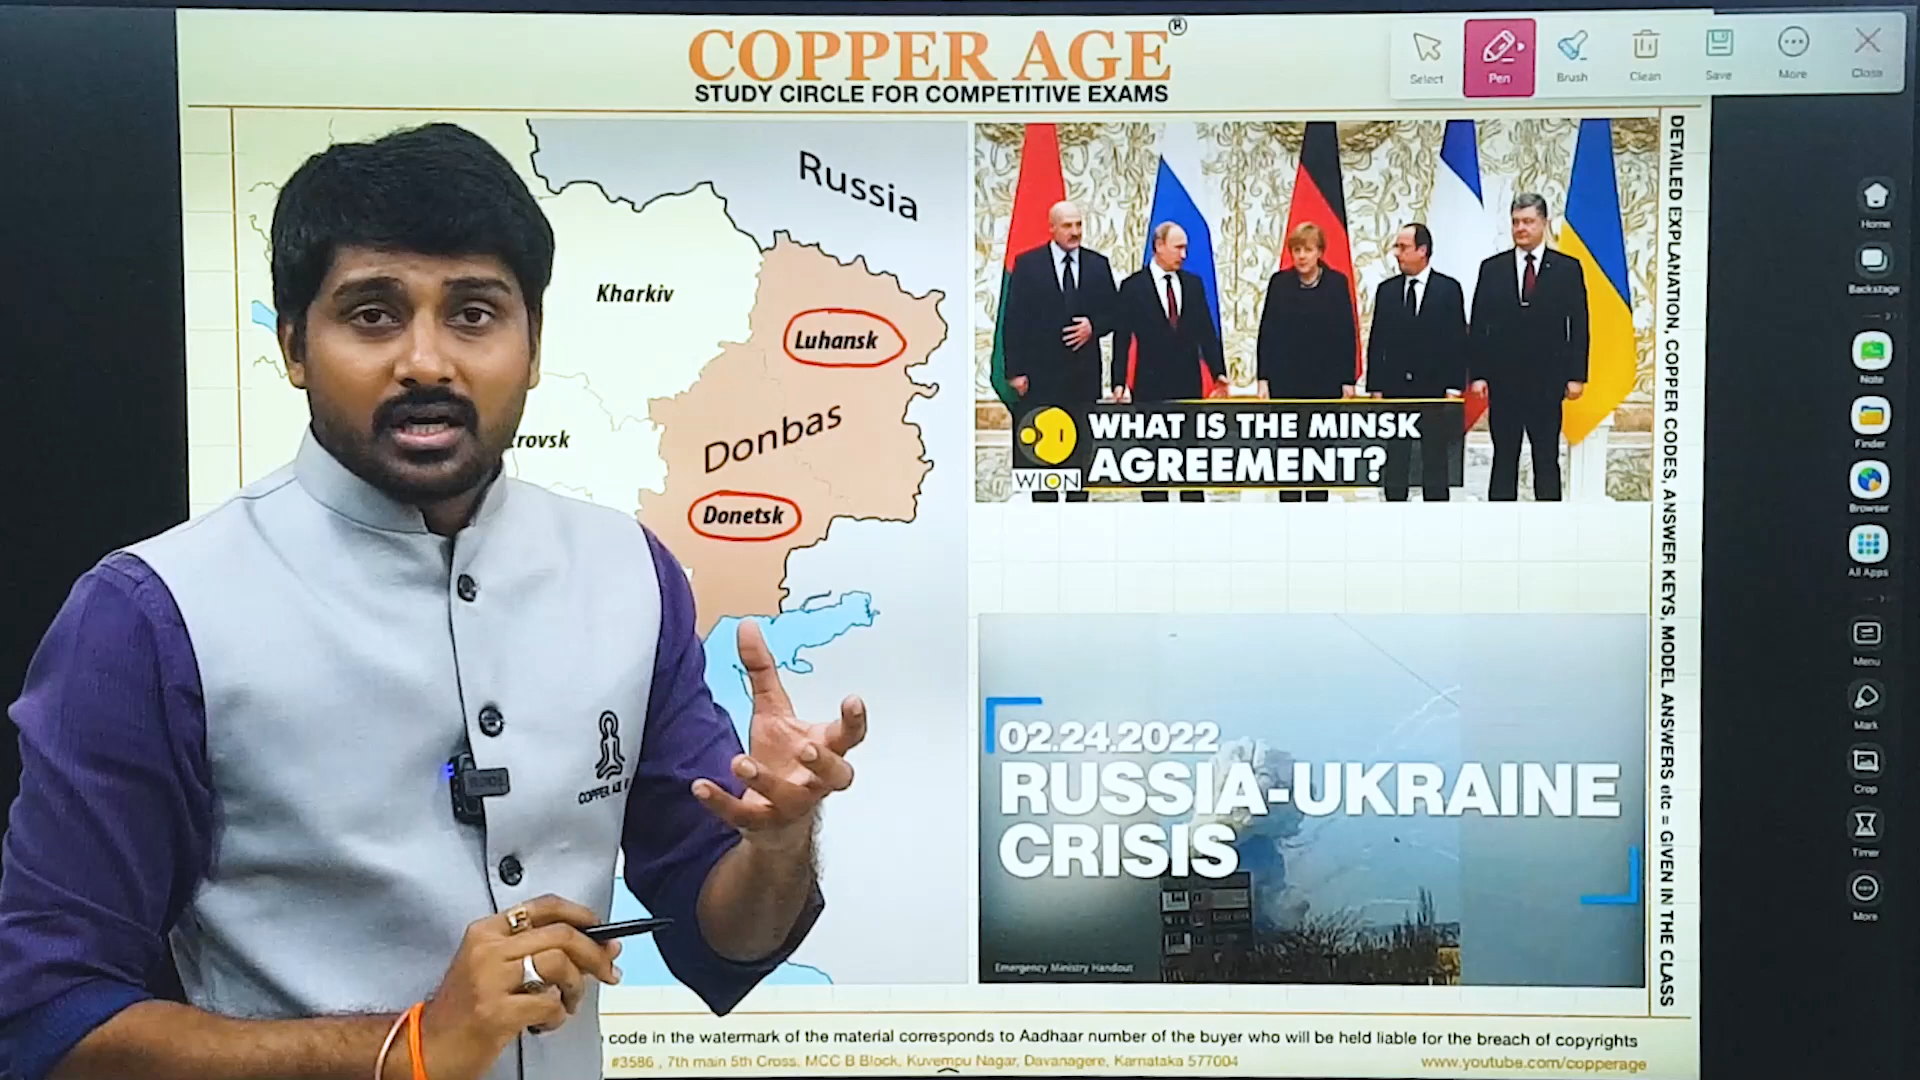 COPPER AGE®
STUDY CIRCLE FOR COMPETITIVE EXAMS
Select
Pen
Brush
Clean
Save
More
Close
Russia
Kharkiv
Luhansk
Donbas
rovsk
Donetsk
WION
WHAT IS THE MINSK
AGREEMENT?
02.24.2022
RUSSIA-UKRAINE
CRISIS
Emergency Ministry Handout
DETAILED EXPLANATION, COPPER CODES, ANSWER KEYS, MODEL ANSWERS etc = GIVEN IN THE CLASS
Home
Backstage
Note
Finder
Browser
All Apps
Menu
Mark
Crop
Timer
More
COPPER AGE
code in the watermark of the material corresponds to Aadhaar number of the buyer who will be held liable for the breach of copyrights
#3586 , 7th main 5th Cross, MCC B Block, Kuvempu Nagar, Davanagere, Karnataka 577004
www.youtube.com/copperage